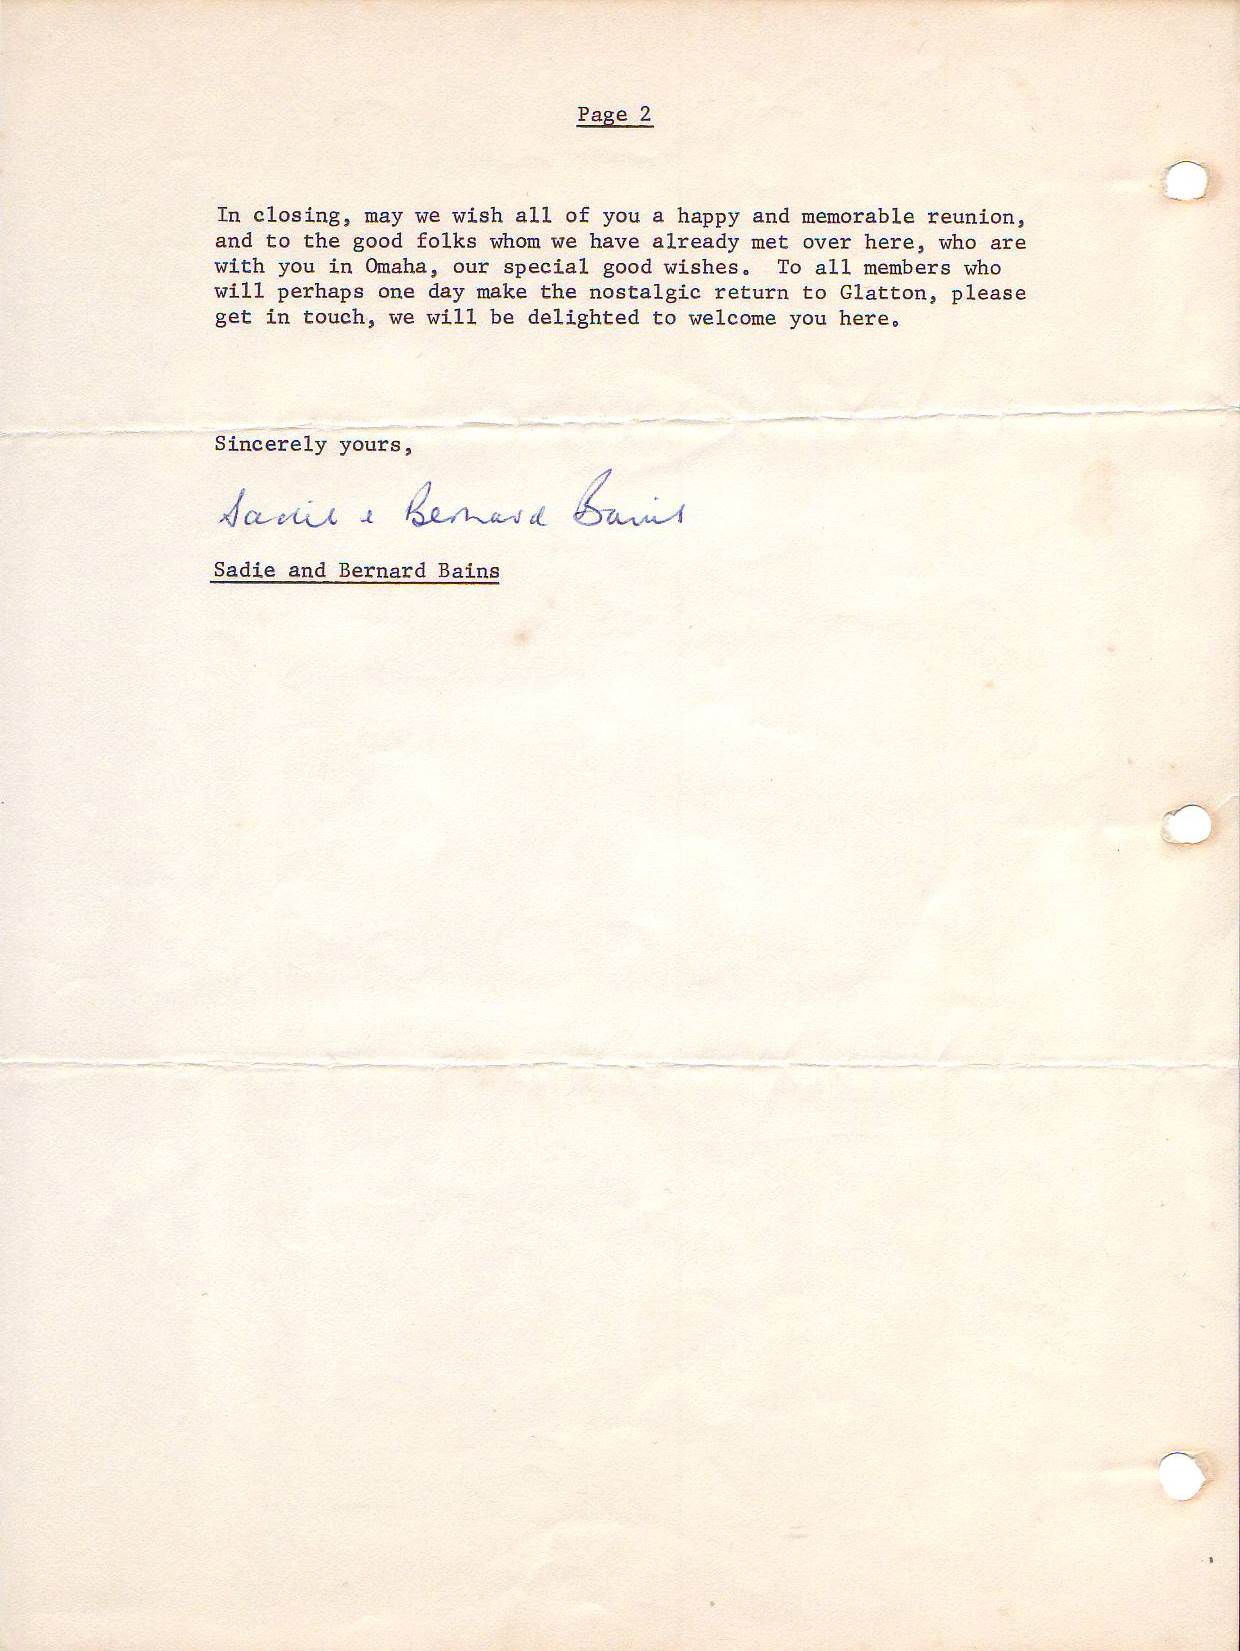 Page 2
In closing, may we wish all of you a happy and memorable reunion,
and to the good folks whom we have already met over here, who are
with you in Omaha, our special good wishes. To all members who
will perhaps one day make the nostalgic return to Glatton, please
get in touch, we will be delighted to welcome you here.
Sincerely yours,
Sadie & Bernard Bains
Sadie and Bernard Bains